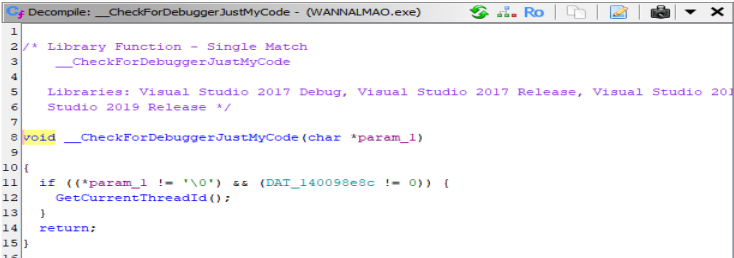 Decompile: __CheckForDebuggerJustMyCode - (WANNALMAO.exe)
Ro
1
2 /* Library Function - Single Match
3 __CheckForDebuggerJustMyCode
4
5 Libraries: Visual Studio 2017 Debug, Visual Studio 2017 Release, Visual Studio 201
6 Studio 2019 Release */
7
8 void __CheckForDebuggerJustMyCode(char *param_1)
9
10 {
11 if ((*param_1 != '\0') && (DAT_140098e8c != 0)) {
12 GetCurrentThreadId();
13 }
14 return;
15 }
16